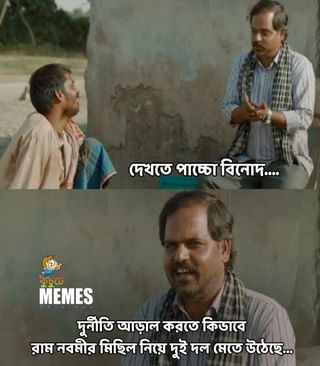 দেখতে পাচ্চো বিনোদ....
কুচুটে
MEMES
দুর্নীতি আড়াল করতে কিভাবে
রাম নবমীর মিছিল নিয়ে দুই দল মেতে উঠেছে...